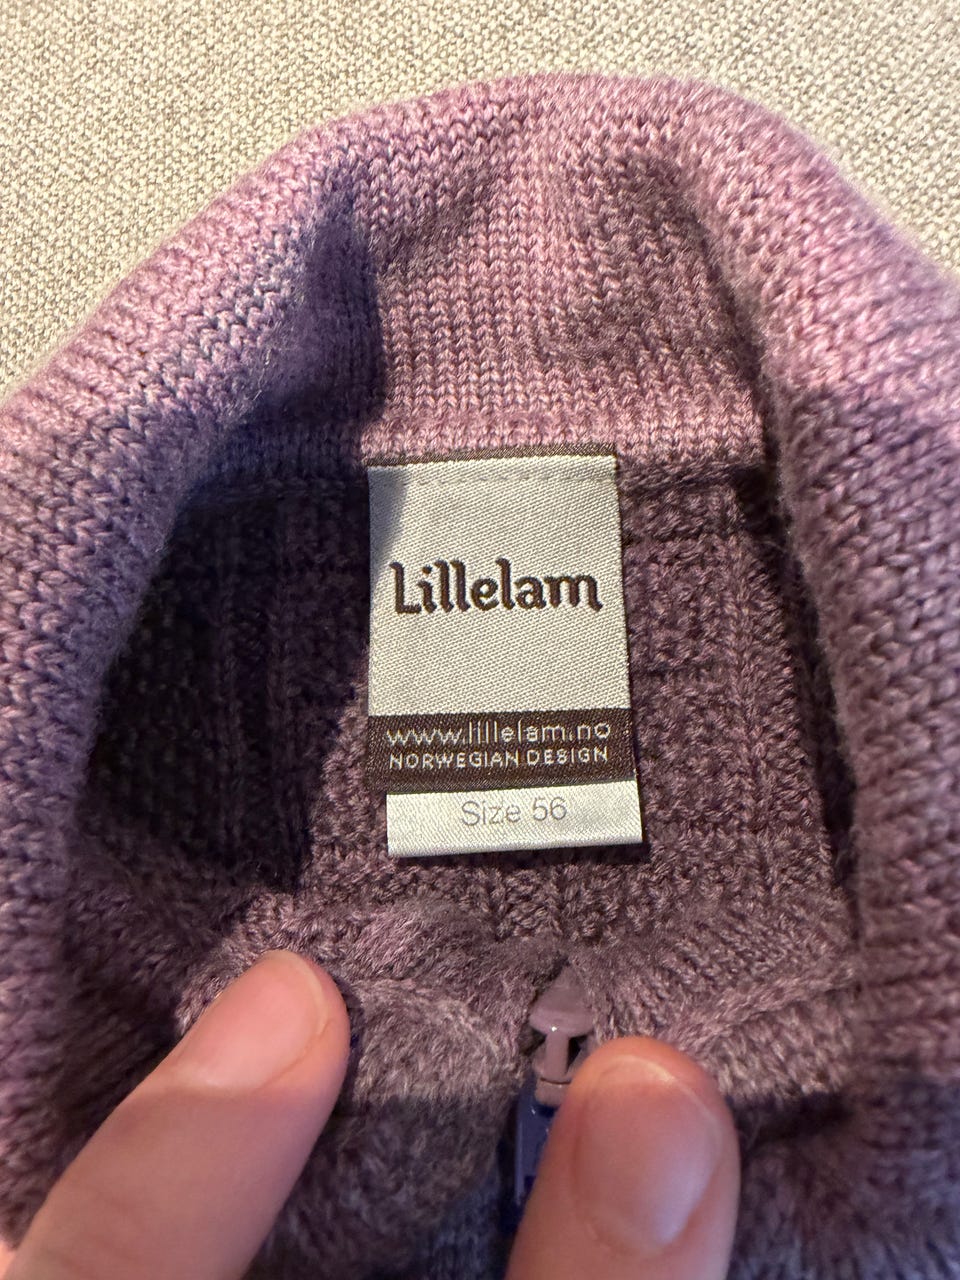 Lillelam
www.lillelam.no
NORWEGIAN DESIGN
Size 56